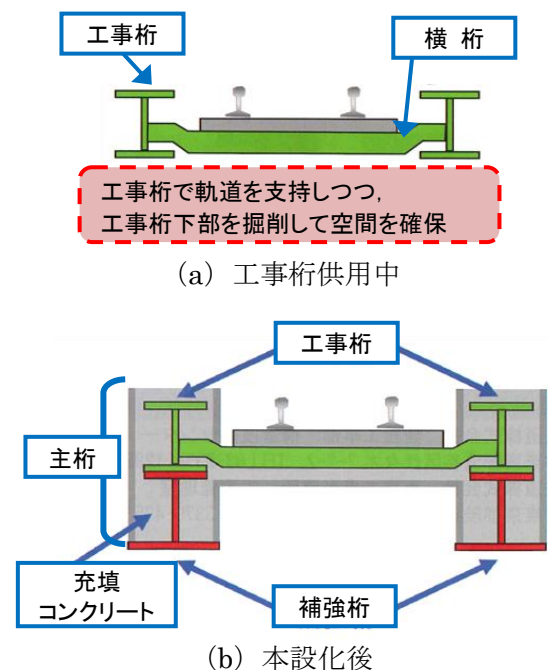 工事桁
横 桁
工事桁で軌道を支持しつつ，
工事桁下部を掘削して空間を確保
(a) 工事桁供用中
工事桁
主桁
充填
コンクリート
補強桁
(b) 本設化後